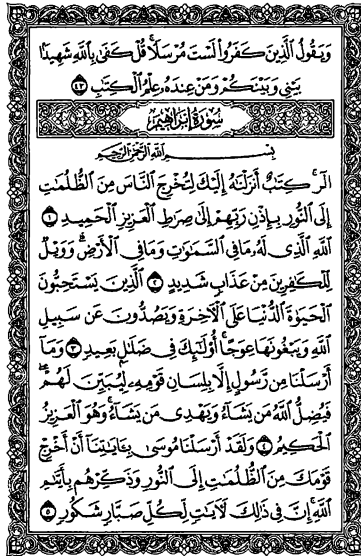 وَيَقُولُ الَّذِينَ كَفَرُوا لَسْتَ مُرْسَلًا ۚ قُلْ كَفَىٰ بِاللَّهِ شَهِيدًا
بَيْنِي وَبَيْنَكُمْ وَمَنْ عِندَهُ عِلْمُ الْكِتَابِ ٤٣
سُورَةُ إِبْرَاهِيمَ
بِسْمِ اللَّهِ الرَّحْمَٰنِ الرَّحِيمِ
الٓر ۚ كِتَابٌ أَنزَلْنَاهُ إِلَيْكَ لِتُخْرِجَ النَّاسَ مِنَ الظُّلُمَاتِ
إِلَى النُّورِ بِإِذْنِ رَبِّهِمْ إِلَىٰ صِرَاطِ الْعَزِيزِ الْحَمِيدِ ١
اللَّهِ الَّذِي لَهُ مَا فِي السَّمَاوَاتِ وَمَا فِي الْأَرْضِ ۗ وَوَيْلٌ
لِّلْكَافِرِينَ مِنْ عَذَابٍ شَدِيدٍ ٢ الَّذِينَ يَسْتَحِبُّونَ
الْحَيَاةَ الدُّنْيَا عَلَى الْآخِرَةِ وَيَصُدُّونَ عَن سَبِيلِ
اللَّهِ وَيَبْغُونَهَا عِوَجًا ۚ أُولَٰئِكَ فِي ضَلَالٍ بَعِيدٍ ٣ وَمَا
أَرْسَلْنَا مِن رَّسُولٍ إِلَّا بِلِسَانِ قَوْمِهِ لِيُبَيِّنَ لَهُمْ ۖ
فَيُضِلُّ اللَّهُ مَن يَشَاءُ وَيَهْدِي مَن يَشَاءُ ۚ وَهُوَ الْعَزِيزُ
الْحَكِيمُ ٤ وَلَقَدْ أَرْسَلْنَا مُوسَىٰ بِآيَاتِنَا أَنْ أَخْرِجْ
قَوْمَكَ مِنَ الظُّلُمَاتِ إِلَى النُّورِ وَذَكِّرْهُم بِأَيَّامِ
اللَّهِ ۚ إِنَّ فِي ذَٰلِكَ لَآيَاتٍ لِّكُلِّ صَبَّارٍ شَكُورٍ ٥